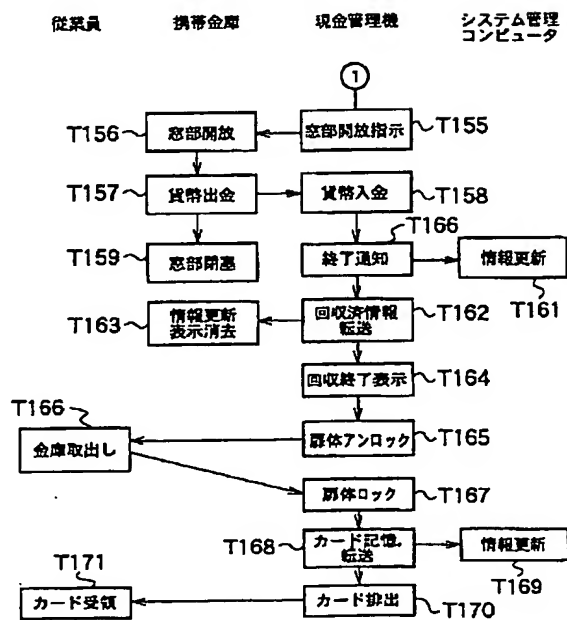 従業員 携帯金庫 現金管理機 システム管理
コンピュータ
1
T156 窓部開放 窓部開放指示 T155
T157 貨幣出金 貨幣入金 T158
T166
T159 窓部閉塞 終了通知 情報更新
T161
T163 情報更新
表示消去 回収済情報
転送 T162
回収終了表示 T164
T166
金庫取出し 扉体アンロック T165
扉体ロック T167
T168 カード記憶,
転送 情報更新
T171 T169
カード受領 カード排出 T170